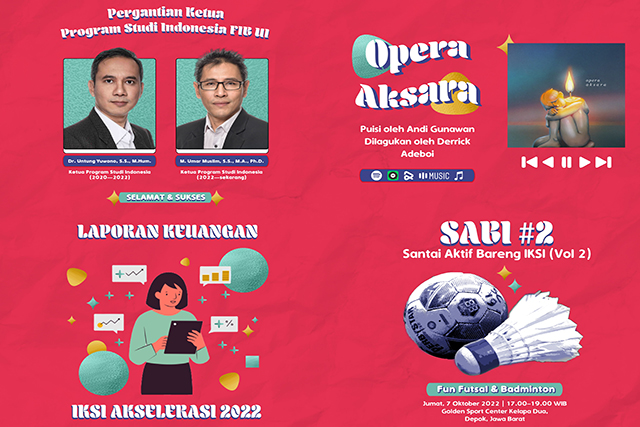 Pergantian Ketua
Program Studi Indonesia FIB UI
Dr. Untung Yuwono, S.S., M.Hum.
Ketua Program Studi Indonesia
(2020—2022)
M. Umar Muslim, S.S., M.A., Ph.D.
Ketua Program Studi Indonesia
(2022—sekarang)
SELAMAT & SUKSES
Opera
Aksara
Puisi oleh Andi Gunawan
Dilagukan oleh Derrick
Adeboi
MUSIC
opera
aksara
LAPORAN KEUANGAN
IKSI AKSELERASI 2022
SABI #2
Santai Aktif Bareng IKSI (Vol 2)
Fun Futsal & Badminton
Jumat, 7 Oktober 2022 | 17.00-19.00 WIB
Golden Sport Center Kelapa Dua,
Depok, Jawa Barat